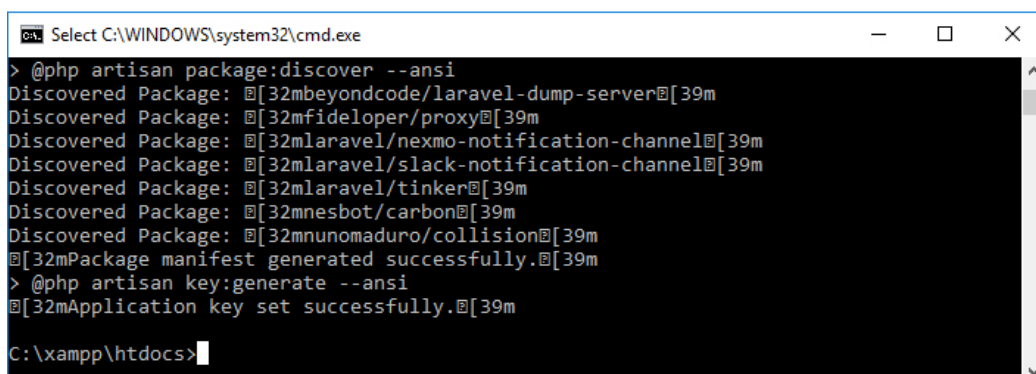 Select C:\WINDOWS\system32\cmd.exe
> @php artisan package:discover --ansi
Discovered Package: ⍰[32mbeyondcode/laravel-dump-server⍰[39m
Discovered Package: ⍰[32mfideloper/proxy⍰[39m
Discovered Package: ⍰[32mlaravel/nexmo-notification-channel⍰[39m
Discovered Package: ⍰[32mlaravel/slack-notification-channel⍰[39m
Discovered Package: ⍰[32mlaravel/tinker⍰[39m
Discovered Package: ⍰[32mnesbot/carbon⍰[39m
Discovered Package: ⍰[32mnunomaduro/collision⍰[39m
⍰[32mPackage manifest generated successfully.⍰[39m
> @php artisan key:generate --ansi
⍰[32mApplication key set successfully.⍰[39m
C:\xampp\htdocs>